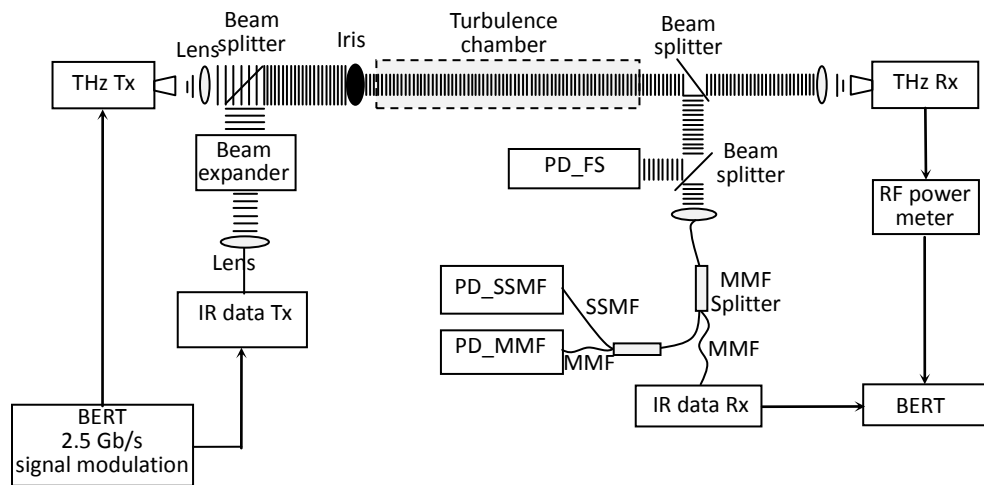 Beam
splitter
Lens
Iris
Turbulence
chamber
Beam
splitter
THz Tx
THz Rx
Beam
expander
PD_FS
Beam
splitter
RF power
meter
Lens
PD_SSMF
SSMF
MMF
Splitter
IR data Tx
PD_MMF
MMF
MMF
IR data Rx
BERT
BERT
2.5 Gb/s
signal modulation